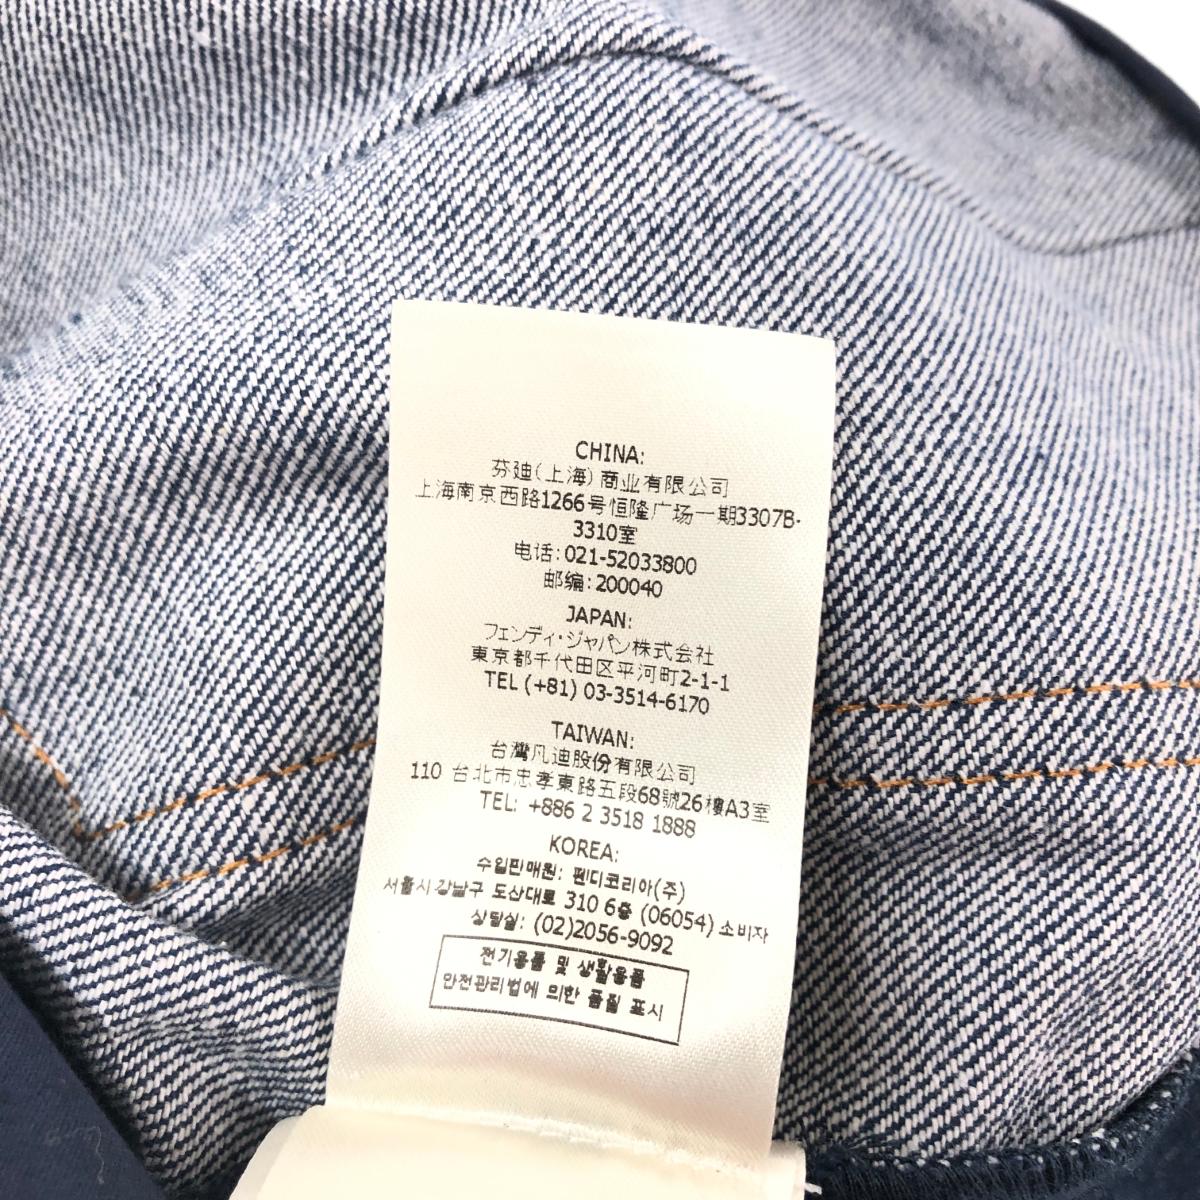 CHINA:
芬廸(上海)商业有限公司
上海南京西路1266号恒隆广场一期3307B-
3310室
电话:021-52033800
邮编:200040
JAPAN:
フェンディ・ジャパン株式会社
東京都千代田区平河町2-1-1
TEL (+81) 03-3514-6170
TAIWAN:
台灣凡迪股份有限公司
110 台北市忠孝東路五段68號26樓A3室
TEL: +886 2 3518 1888
KOREA:
수입판매원: 펜디코리아(주)
서울시 강남구 도산대로 310 6층 (06054) 소비자
상담실: (02)2056-9092
전기용품 및 생활용품
안전관리법에 의한 품질 표시